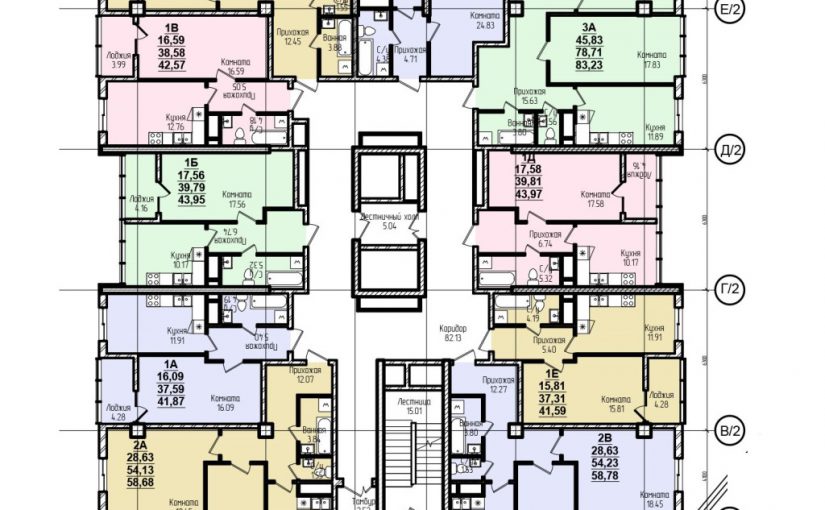 1.55
Е/2
1В
16,59
38,58
42,57
Лоджия
3.99
Комната
16.59
Прихожая
12.45
Ванная
3.88
С/у
4.38
Прихожая
4.71
Комната
24.83
3А
45,83
78,71
83,23
Комната
17.83
Прихожая
5.05
Кухня
12.76
С/у
4.16
Прихожая
15.63
Ванная
3.80
Кухня
11.89
Д/2
1Б
17,56
39,79
43,95
Лоджия
4.16
Комната
17.56
Лестничный холл
5.04
1Д
17,58
39,81
43,97
Комната
17.58
Лоджия
4.16
Прихожая
6.74
Кухня
10.17
С/у
5.32
Прихожая
6.74
С/у
5.32
Кухня
10.17
Г/2
Кухня
11.91
С/у
4.19
Прихожая
5.40
Коридор
82.13
С/у
4.19
Прихожая
5.40
Кухня
11.91
1А
16,09
37,59
41,87
Лоджия
4.28
Комната
16.09
12.07
Лестница
15.01
Прихожая
12.27
1Е
15,81
37,31
41,59
Комната
15.81
Лоджия
4.28
Ванная
3.84
Ванная
3.80
В/2
2А
28,63
54,13
58,68
Комната
2В
28,63
54,23
58,78
Комната
18.45
Тамбур
6300
6300
6300
4100